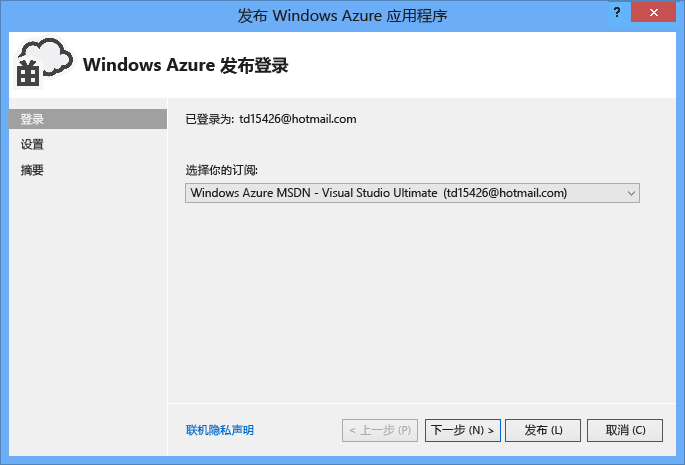 发布 Windows Azure 应用程序
?
Windows Azure 发布登录
登录
设置
摘要
已登录为: td15426@hotmail.com
选择你的订阅:
Windows Azure MSDN - Visual Studio Ultimate (td15426@hotmail.com)
联机隐私声明
< 上一步 (P)
下一步 (N) >
发布 (L)
取消 (C)